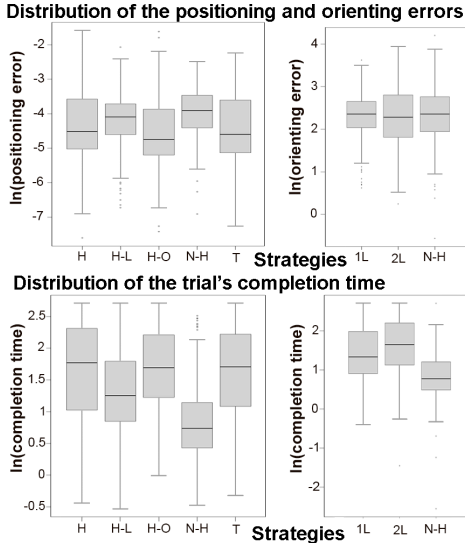 Distribution of the positioning and orienting errors
ln(positioning error)
-2
-3
-4
-5
-6
-7
H H-L H-O N-H T
ln(orienting error)
4
3
2
1
0
1L 2L N-H
Strategies
Distribution of the trial's completion time
ln(completion time)
2.5
2
1.5
1
0.5
0
-0.5
H H-L H-O N-H T
ln(completion time)
2
1
0
-1
-2
1L 2L N-H
Strategies